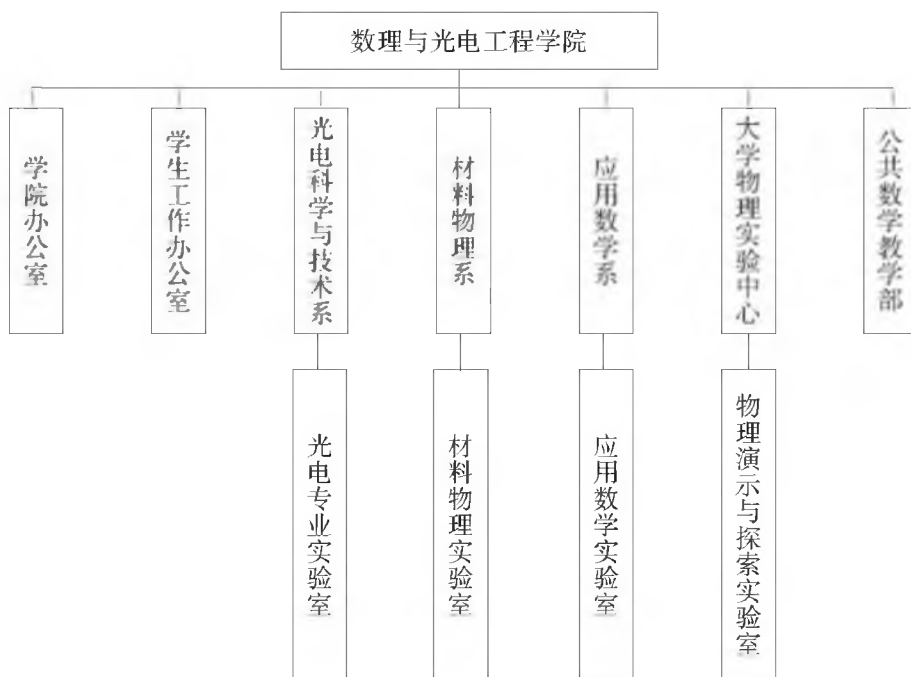 数理与光电工程学院
学院办公室
学生工作办公室
光电科学与技术系
材料物理系
应用数学系
大学物理实验中心
公共数学教学部
光电专业实验室
材料物理实验室
应用数学实验室
物理演示与探索实验室